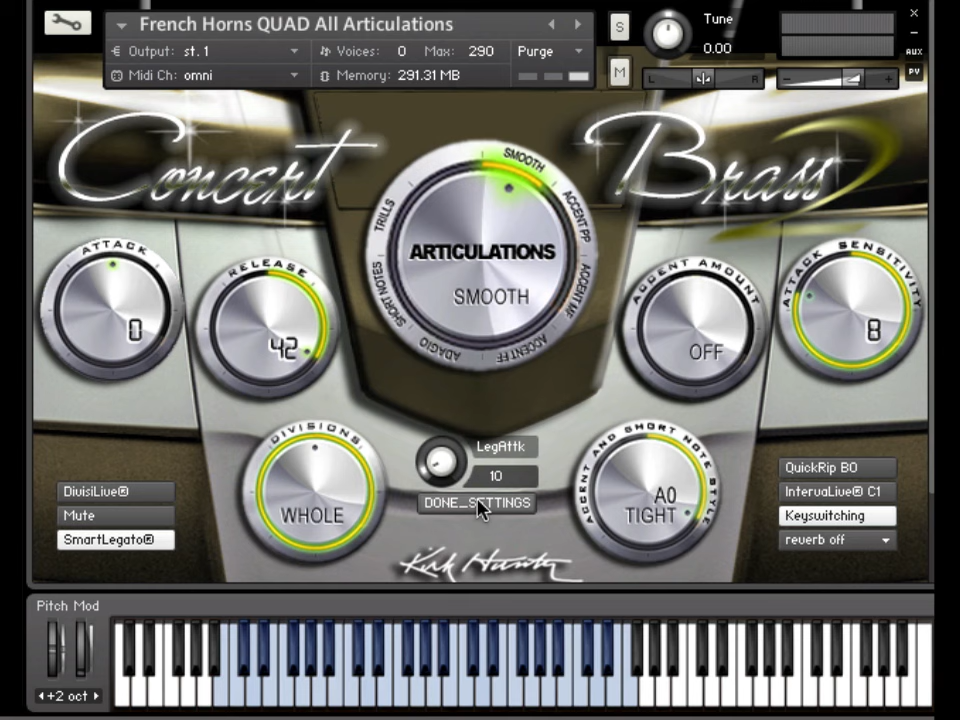 French Horns QUAD All Articulations
S
Tune
0.00
AUX
Output: st. 1
Voices: 0 Max: 290
Purge
PV
Midi Ch: omni
Memory: 291.31 MB
M
L
R
Concert Brass 2
ARTICULATIONS
SMOOTH
SMOOTH
ACCENT PP
ACCENT MF
ACCENT FF
ADAGIO
SHORT NOTES
TRILLS
ATTACK
0
RELEASE
42
ACCENT AMOUNT
OFF
ATTACK SENSITIVITY
8
DIVISIONS
WHOLE
LegAttk
10
DONE_SETTINGS
ACCENT AND SHORT NOTE STYLE
A0
TIGHT
DivisiLive®
Mute
SmartLegato®
QuickRip B0
IntervaLive® C1
Keyswitching
reverb off
Kirk Hunter
Pitch Mod
+2 oct